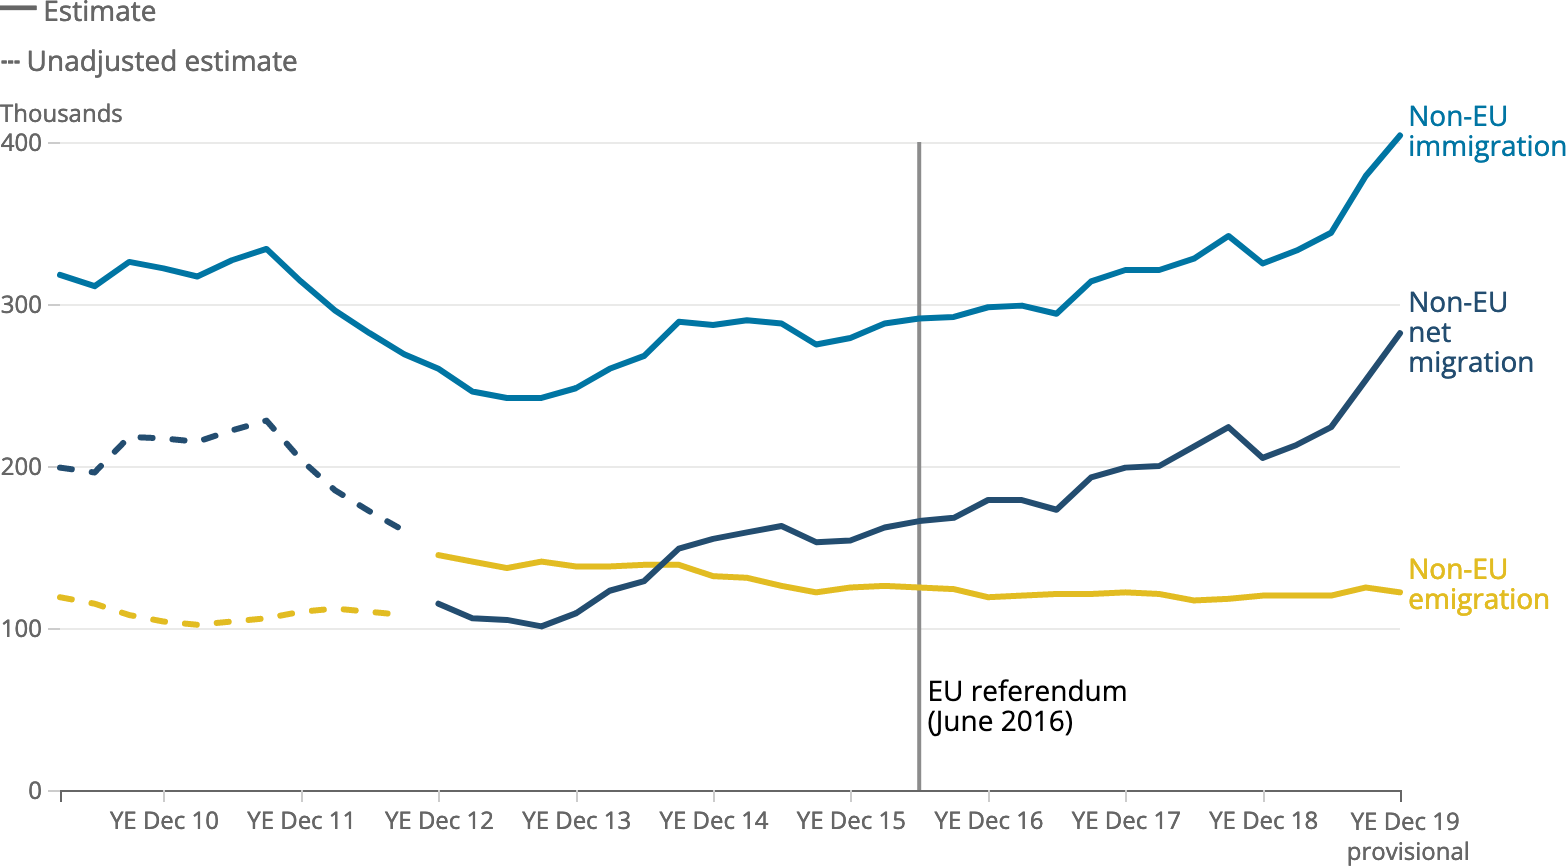 Estimate
Unadjusted estimate
Thousands
400
300
200
100
0
Non-EU
immigration
Non-EU
net
migration
Non-EU
emigration
EU referendum
(June 2016)
YE Dec 10
YE Dec 11
YE Dec 12
YE Dec 13
YE Dec 14
YE Dec 15
YE Dec 16
YE Dec 17
YE Dec 18
YE Dec 19
provisional